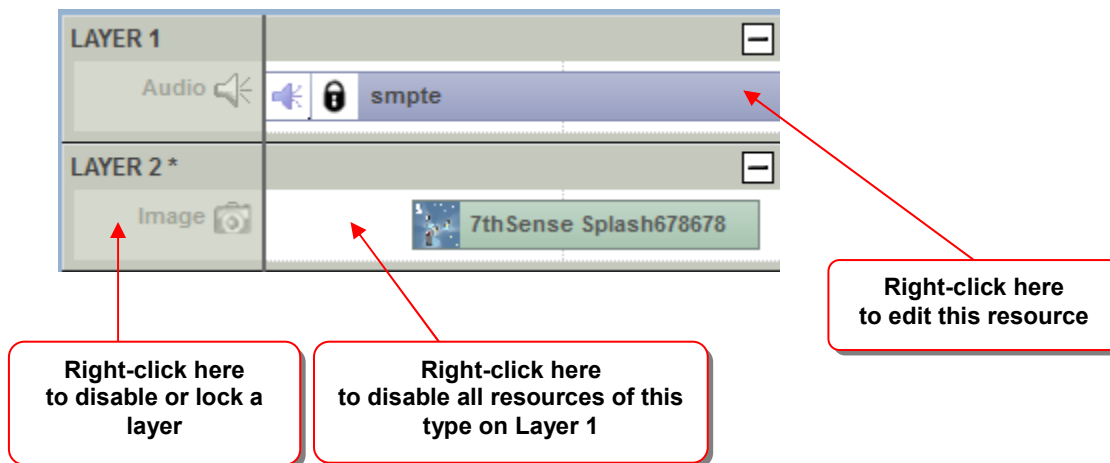 LAYER 1
Audio
smpte
LAYER 2 *
Image
7thSense Splash678678
Right-click here
to edit this resource
Right-click here
to disable or lock a
layer
Right-click here
to disable all resources of this
type on Layer 1